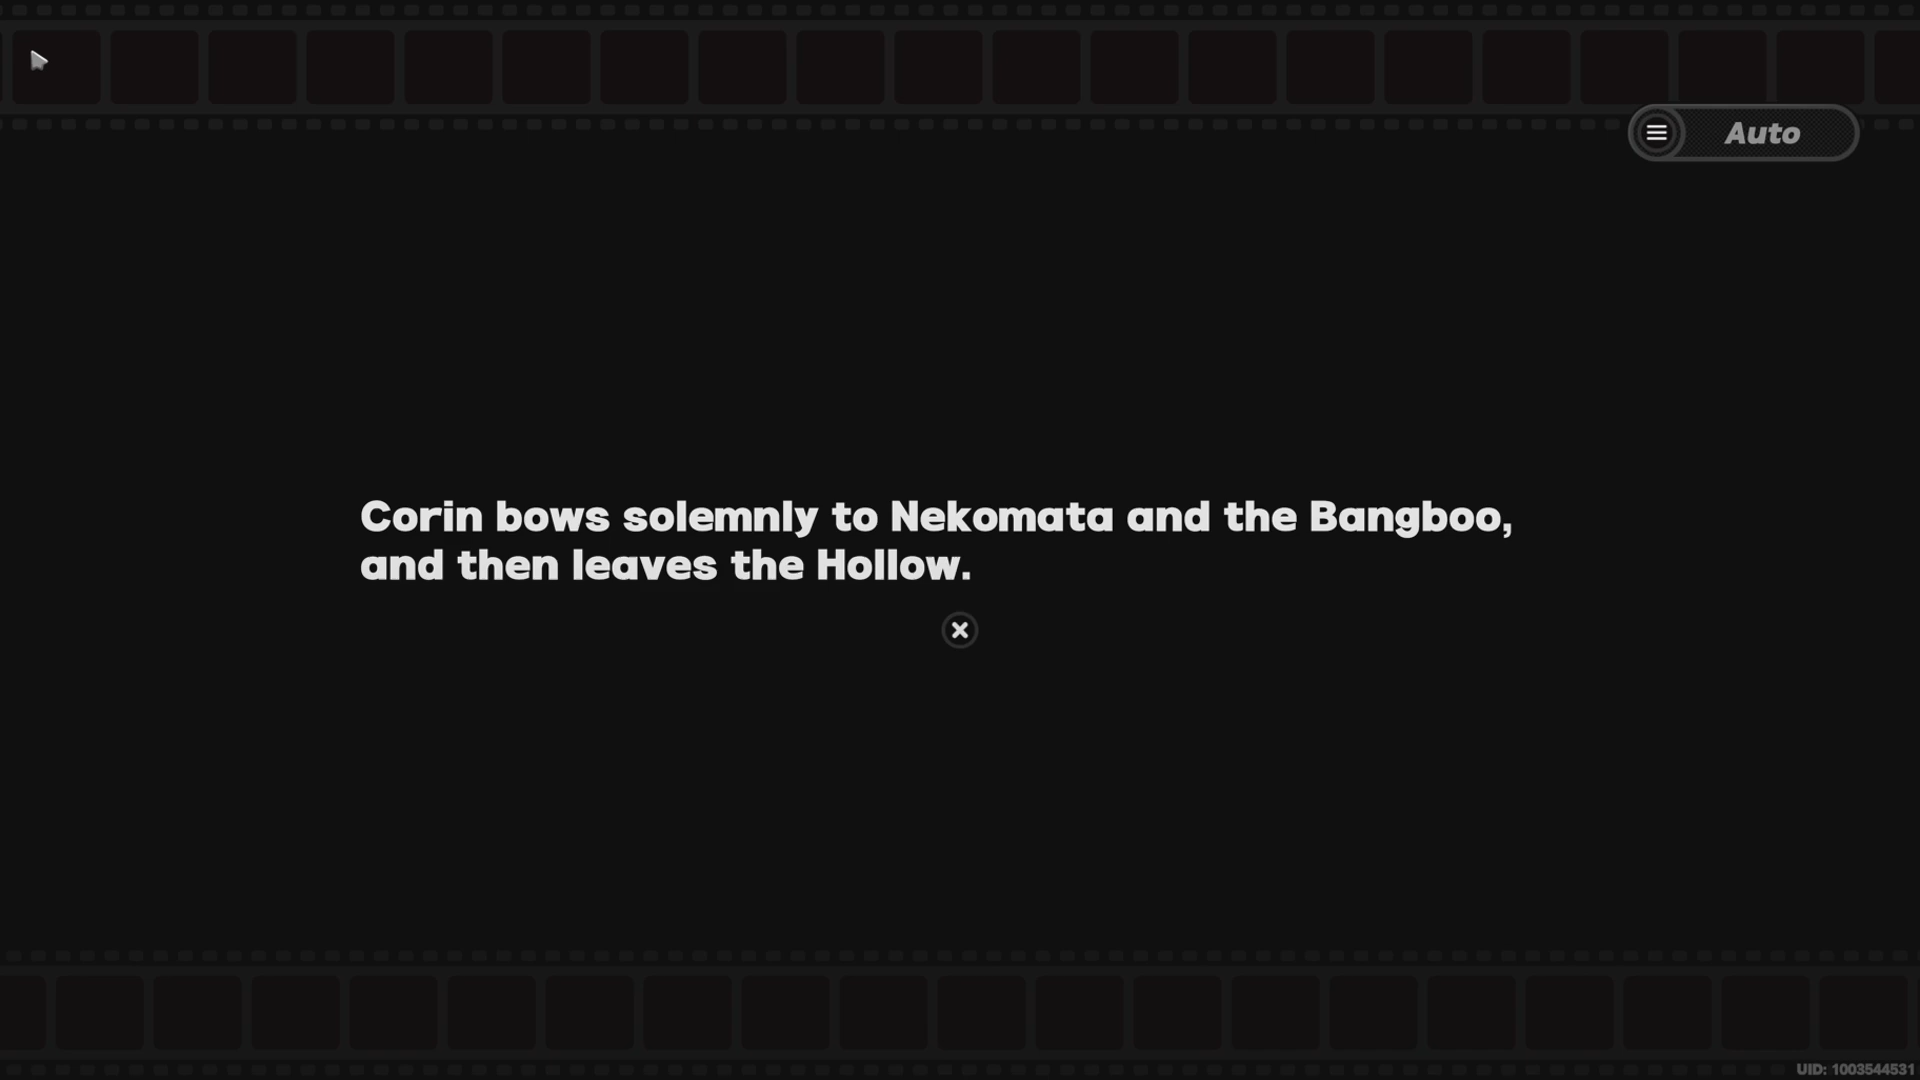 Auto
Corin bows solemnly to Nekomata and the Bangboo,
and then leaves the Hollow.
UID: 1003544531